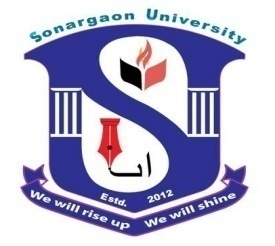 Sonargaon University
Estd. 2012
We will rise up We will shine